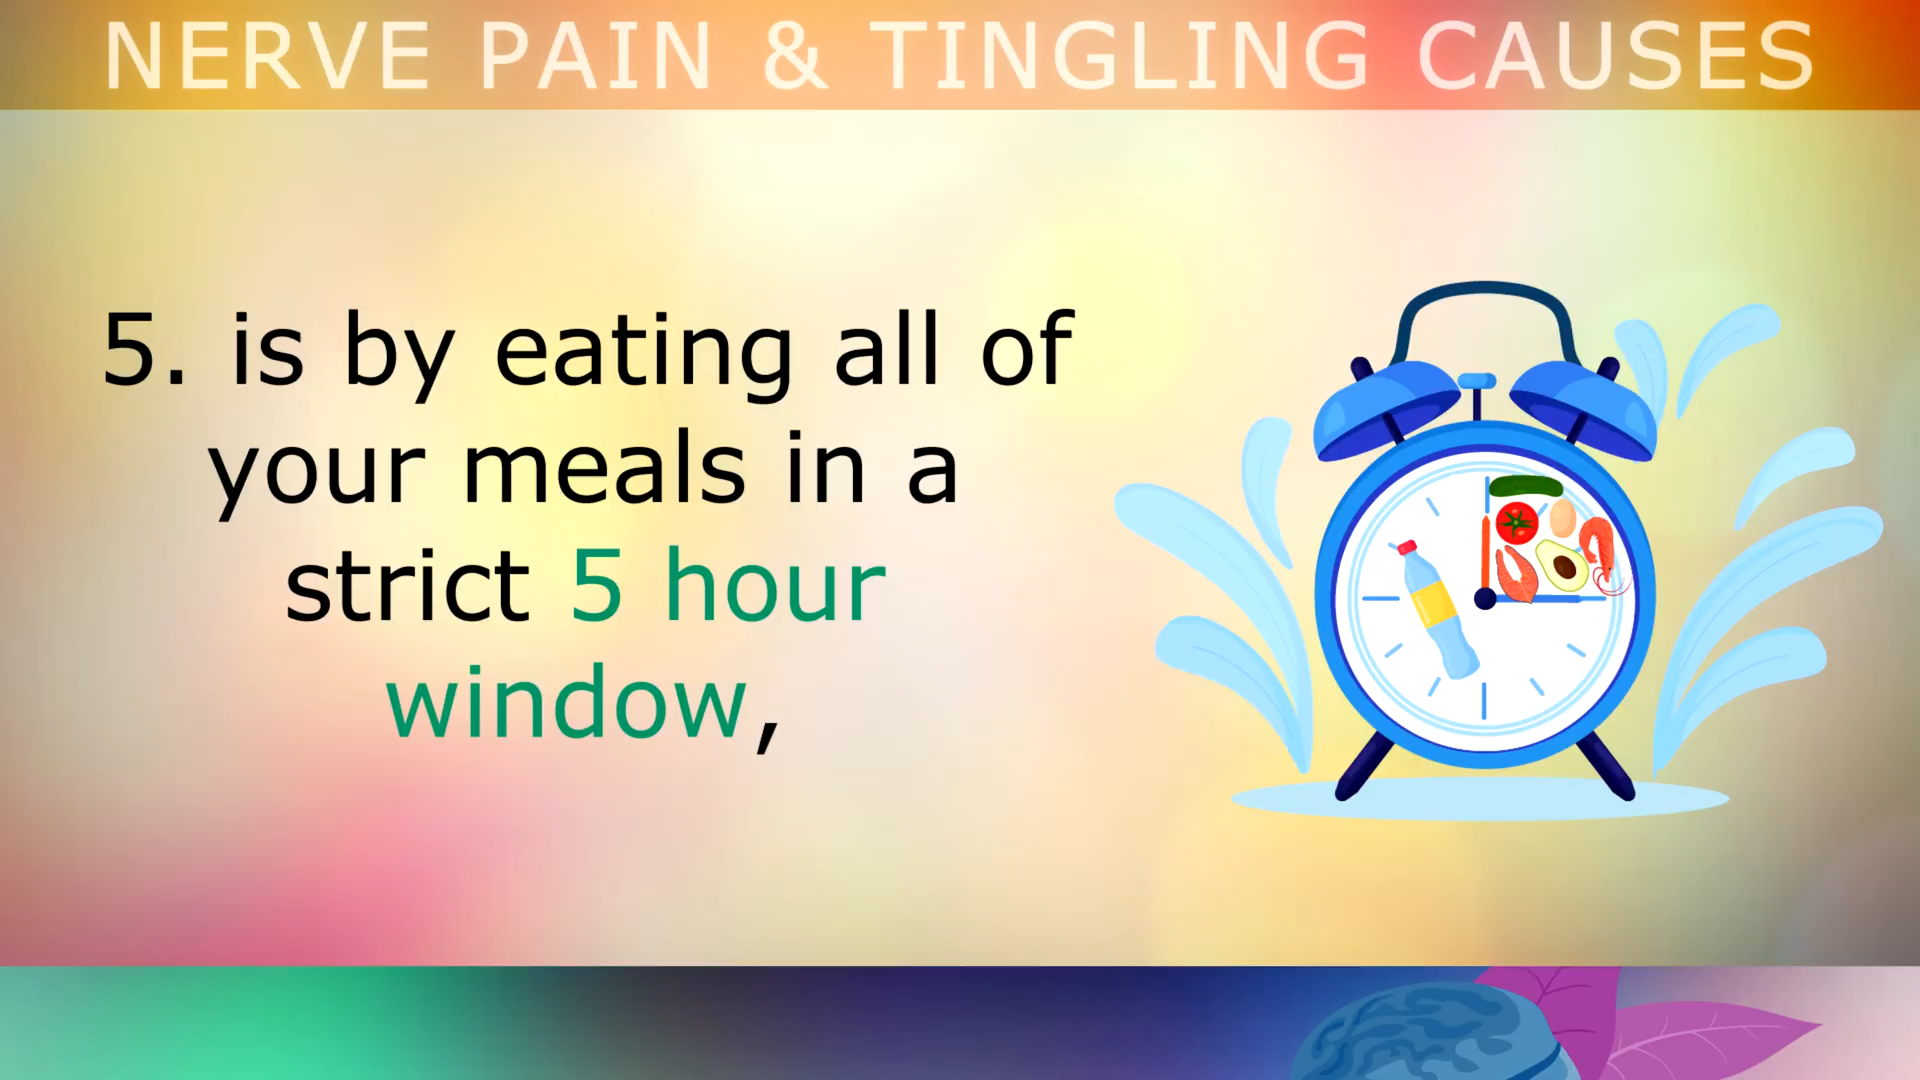 NERVE PAIN & TINGLING CAUSES
5. is by eating all of
your meals in a
strict 5 hour
window,